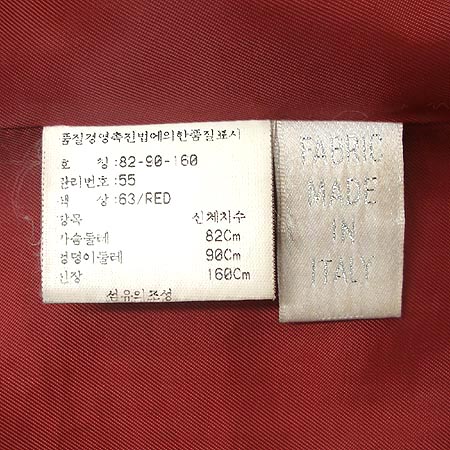 품질경영촉진법에의한품질표시
호 칭:82-90-160
관리번호:55
색 상:63/RED
항목 신체치수
가슴둘레 82Cm
엉덩이둘레 90Cm
신장 160Cm
섬유의조성
FABRIC
MADE
IN
ITALY